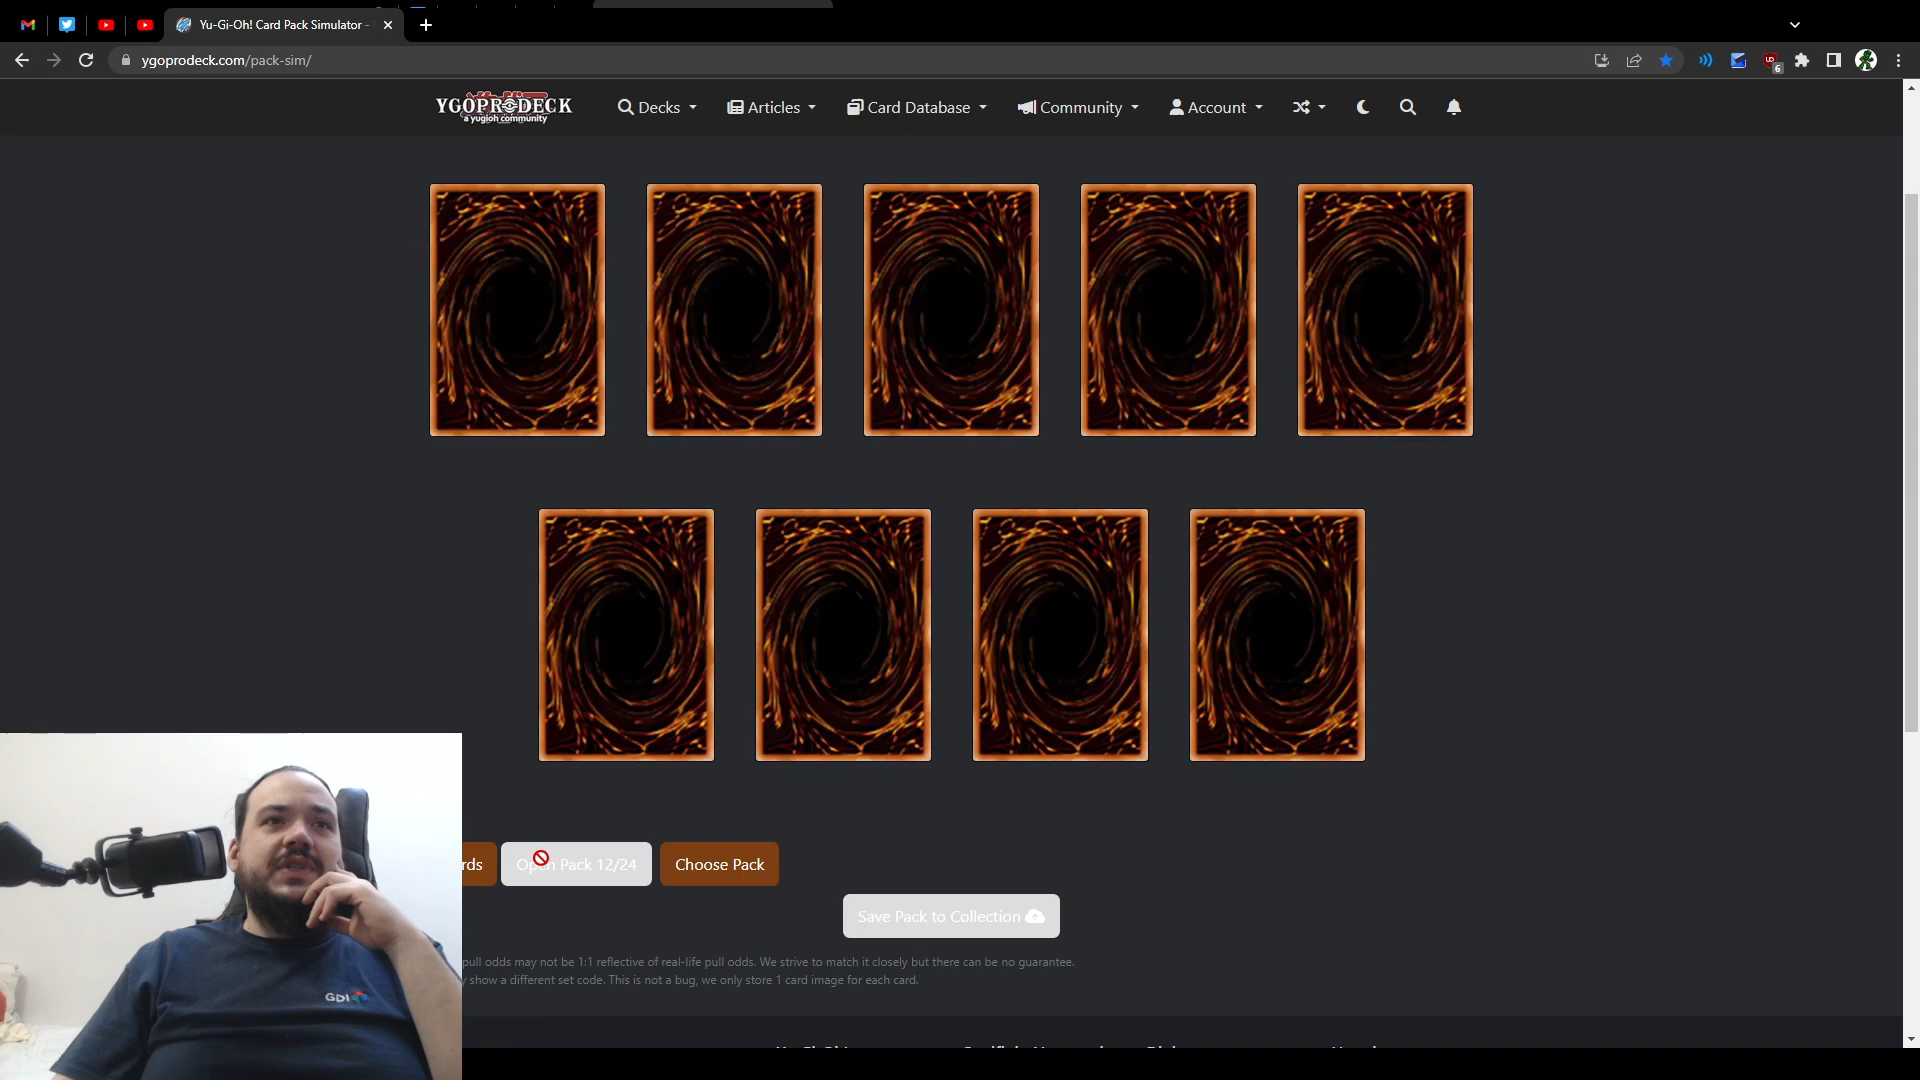 Yu-Gi-Oh! Card Pack Simulator -
ygoprodeck.com/pack-sim/
6
YGOPRODECK
a yugioh community
Decks
Articles
Card Database
Community
Account
rds
Open Pack 12/24
Choose Pack
Save Pack to Collection
pull odds may not be 1:1 reflective of real-life pull odds. We strive to match it closely but there can be no guarantee.
show a different set code. This is not a bug, we only store 1 card image for each card.
GDI